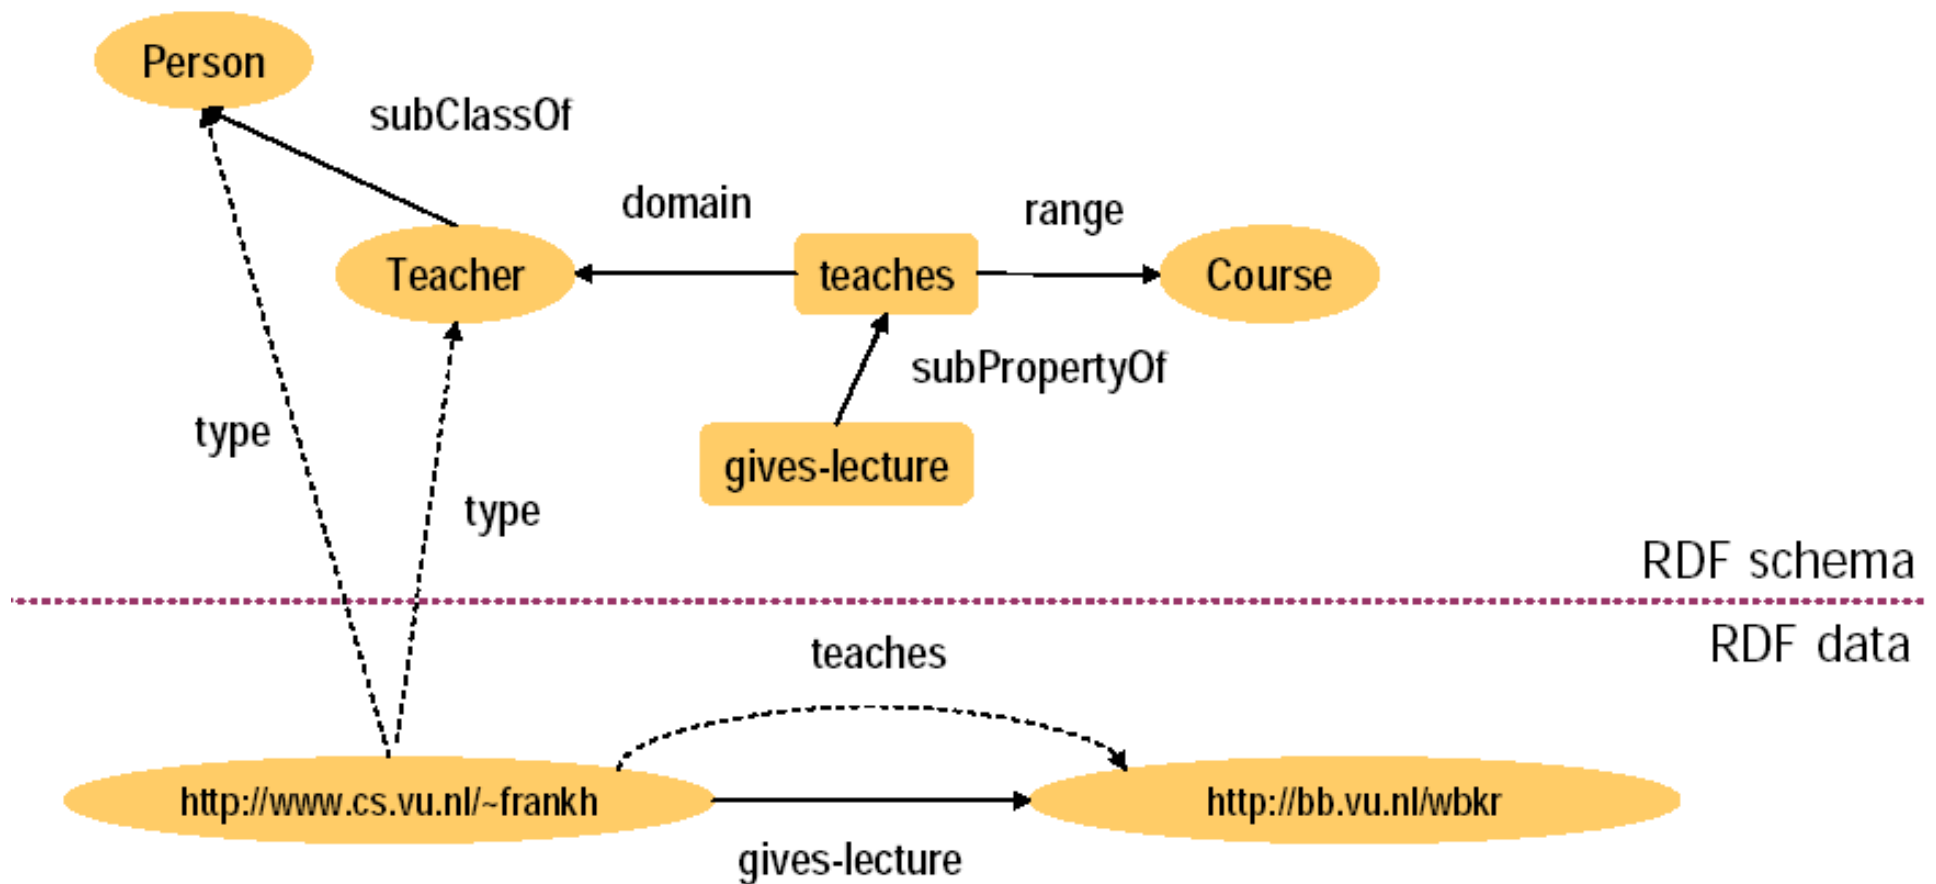 Person
subClassOf
domain
range
Teacher
teaches
Course
subPropertyOf
type
gives-lecture
type
RDF schema
RDF data
teaches
http://www.cs.vu.nl/~frankh
http://bb.vu.nl/wbkr
gives-lecture